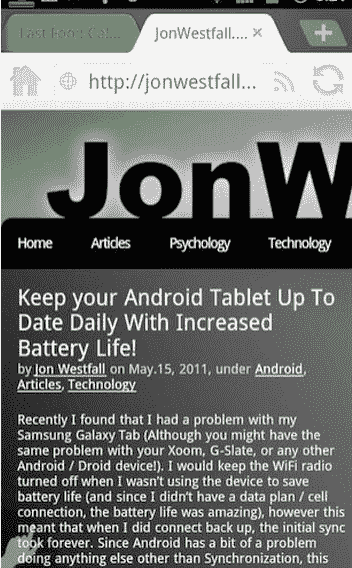 JonWestfall....
http://jonwestfall...
JonW
Home Articles Psychology Technology
Keep your Android Tablet Up To
Date Daily With Increased
Battery Life!
by Jon Westfall on May.15, 2011, under Android,
Articles, Technology
Recently I found that I had a problem with my
Samsung Galaxy Tab (Although you might have the
same problem with your Xoom, G-Slate, or any other
Android / Droid device!). I would keep the WiFi radio
turned off when I wasn't using the device to save
battery life (and since I didn't have a data plan / cell
connection, the battery life was amazing), however this
meant that when I did connect back up, the initial sync
took forever. Since Android has a bit of a problem
doing anything else other than Synchronization, this